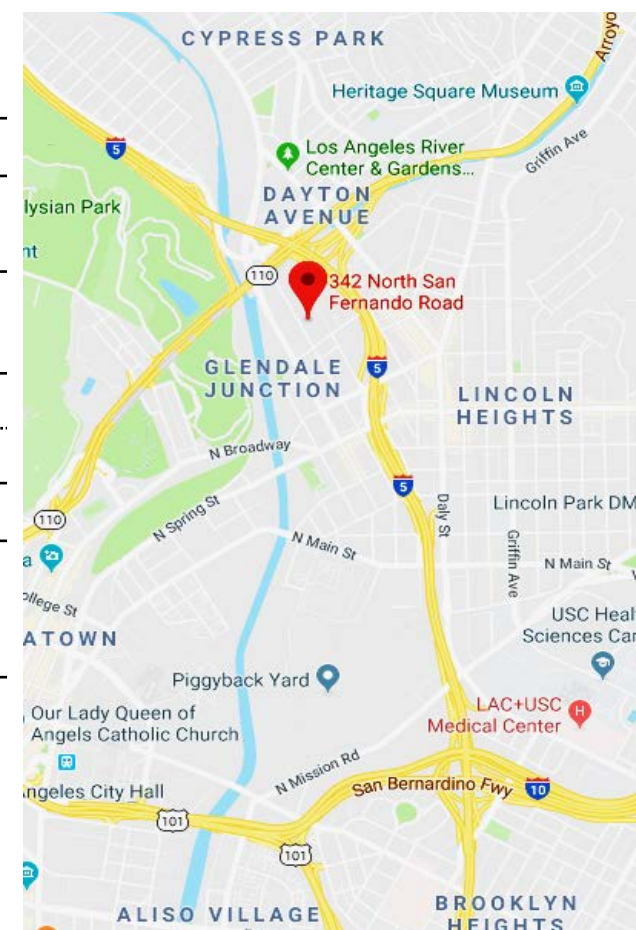 CYPRESS PARK
Arroyo
Heritage Square Museum
5
Los Angeles River
Center & Gardens...
Griffin Ave
DAYTON
AVENUE
lysian Park
nt
110
342 North San
Fernando Road
GLENDALE
JUNCTION
5
LINCOLN
HEIGHTS
N Broadway
5
Lincoln Park DM
Daly St
N Spring St
110
N Main St
Griffin Ave
N Main St
a
ollege St
USC Heal
Sciences Ca
ATOWN
Piggyback Yard
LAC+USC
Medical Center
H
Our Lady Queen of
Angels Catholic Church
N Mission Rd
San Bernardino Fwy
10
Angeles City Hall
101
101
BROOKLYN
HEIGHTS
ALISO VILLAGE